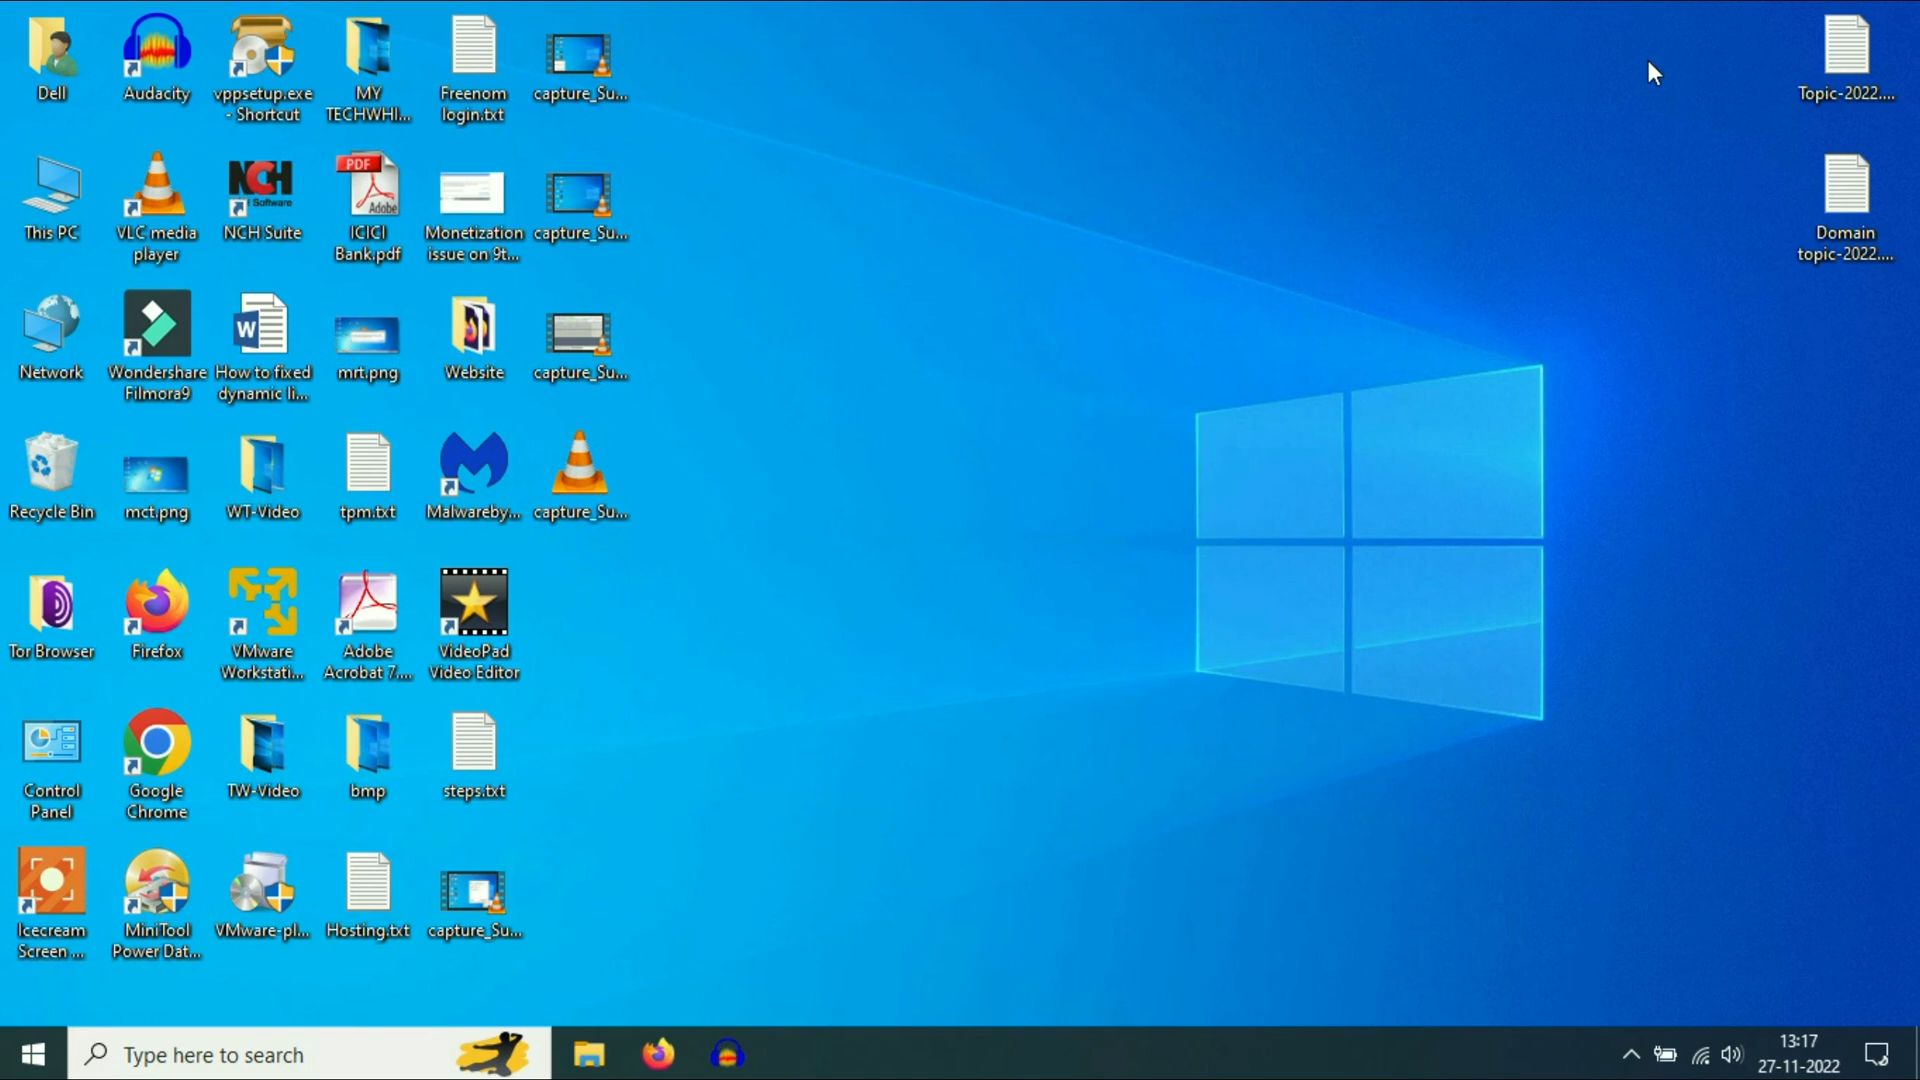 Dell
Audacity
vppsetup.exe
- Shortcut
MY
TECHWHI...
Freenom
login.txt
capture_Su...
Topic-2022....
This PC
VLC media
player
NCH
Software
NCH Suite
PDF
Adobe
ICICI
Bank.pdf
Monetization
issue on 9t...
capture_Su...
Domain
topic-2022....
Network
Wondershare
Filmora9
W
How to fixed
dynamic li...
mrt.png
Website
capture_Su...
Recycle Bin
mct.png
WT-Video
tpm.txt
Malwareby...
capture_Su...
Tor Browser
Firefox
VMware
Workstati...
Adobe
Acrobat 7....
VideoPad
Video Editor
Control
Panel
Google
Chrome
TW-Video
bmp
steps.txt
Icecream
Screen ...
MiniTool
Power Dat...
VMware-pl...
Hosting.txt
capture_Su...
Type here to search
13:17
27-11-2022